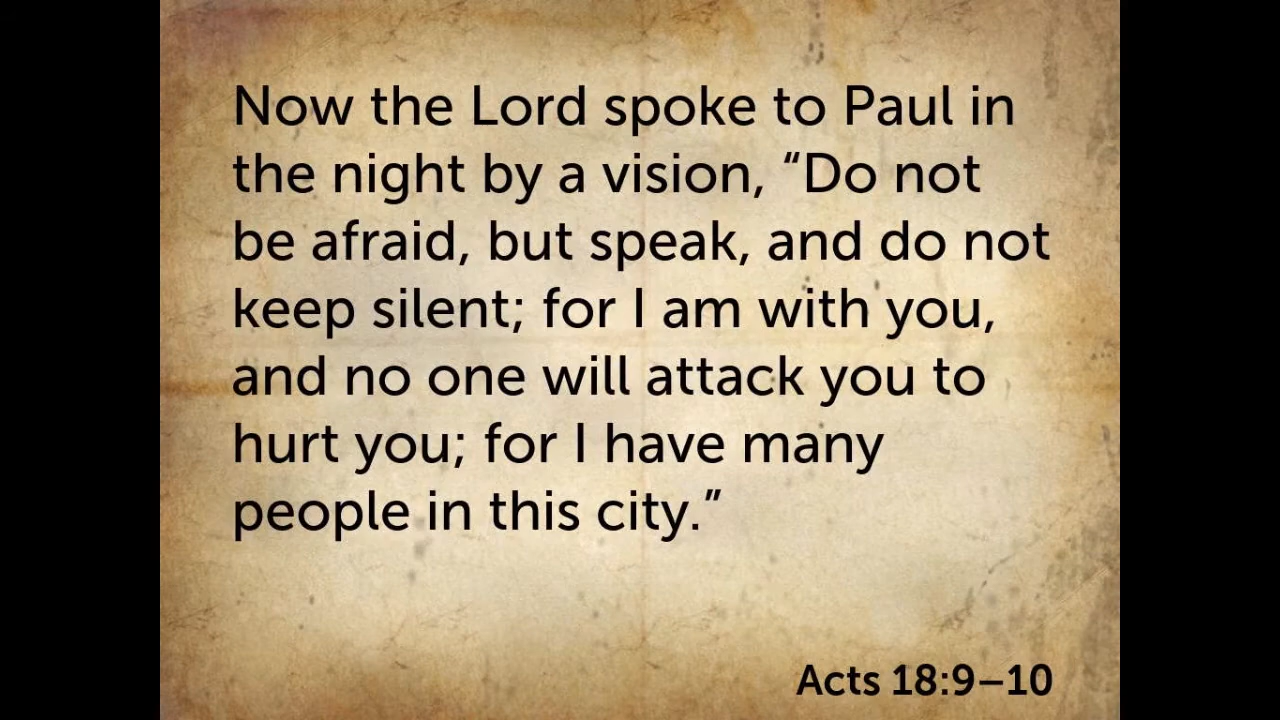 Now the Lord spoke to Paul in
the night by a vision, “Do not
be afraid, but speak, and do not
keep silent; for I am with you,
and no one will attack you to
hurt you; for I have many
people in this city.”
Acts 18:9–10